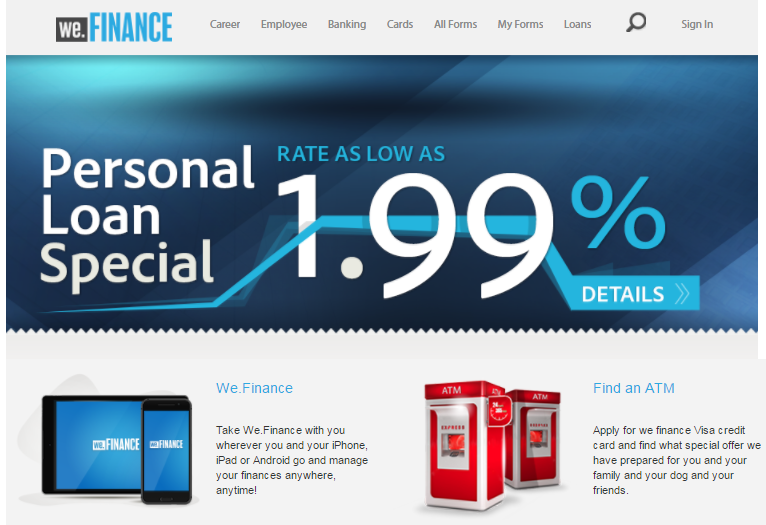 we.FINANCE
Career Employee Banking Cards All Forms My Forms Loans Sign In
Personal
Loan
Special
RATE AS LOW AS
1.99%
DETAILS
we.FINANCE
we.FINANCE
We.Finance
Take We.Finance with you
wherever you and your iPhone,
iPad or Android go and manage
your finances anywhere,
anytime!
ATM
ATM
EXPRESS
Find an ATM
Apply for we finance Visa credit
card and find what special offer we
have prepared for you and your
family and your dog and your
friends.